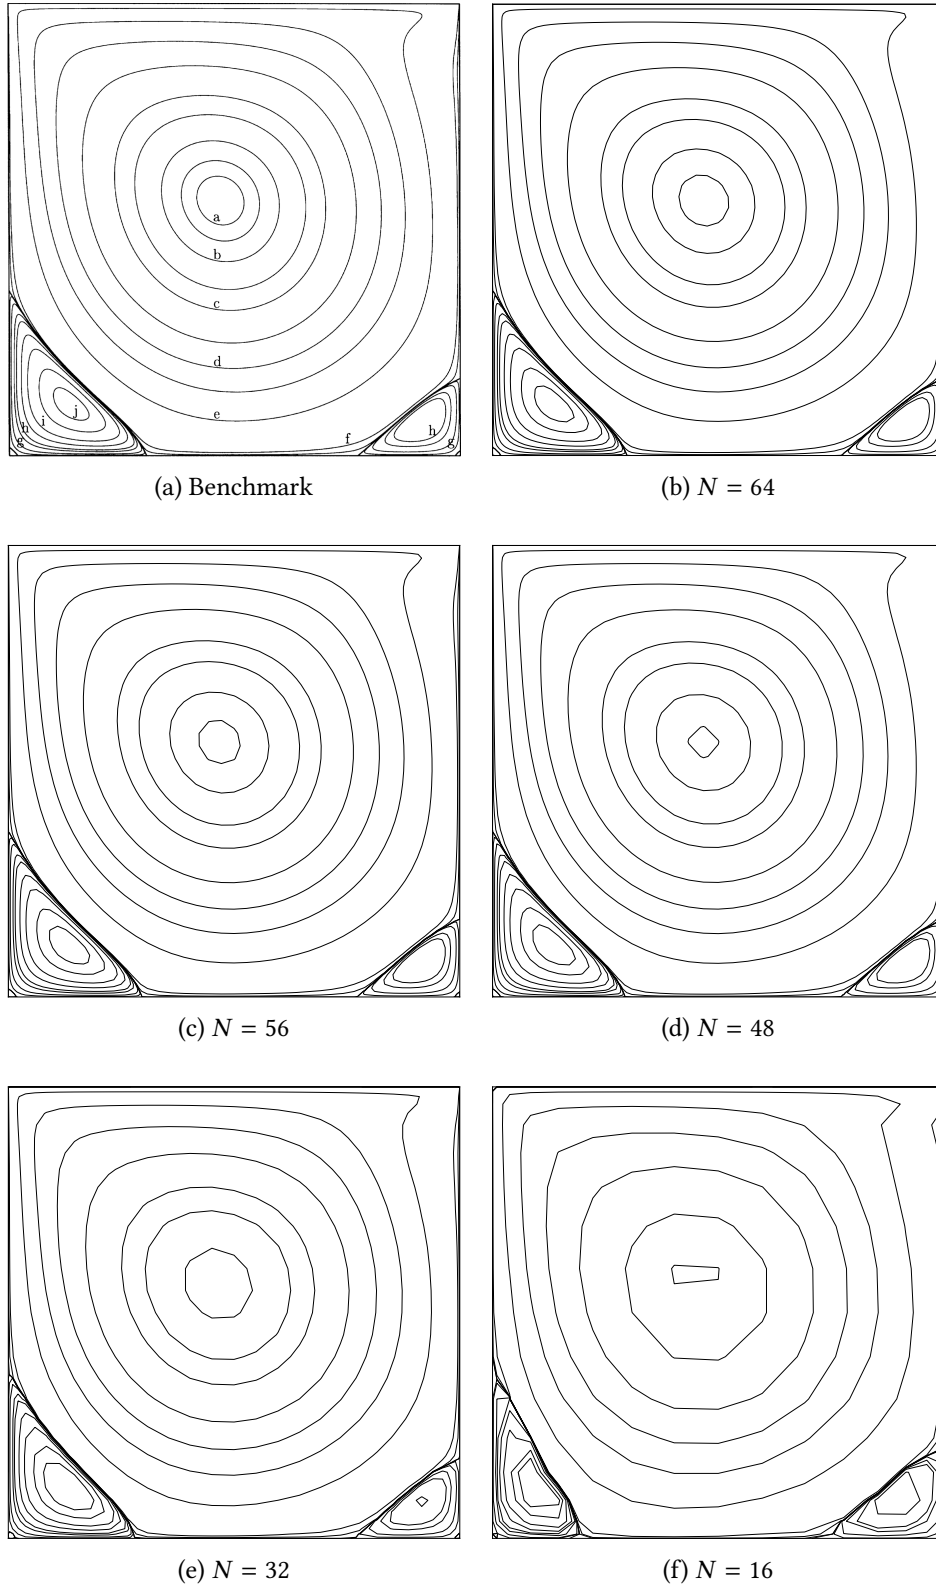 a
b
c
d
e
j
i
h
g
f
h
g
(a) Benchmark
(b) N = 64
(c) N = 56
(d) N = 48
(e) N = 32
(f) N = 16